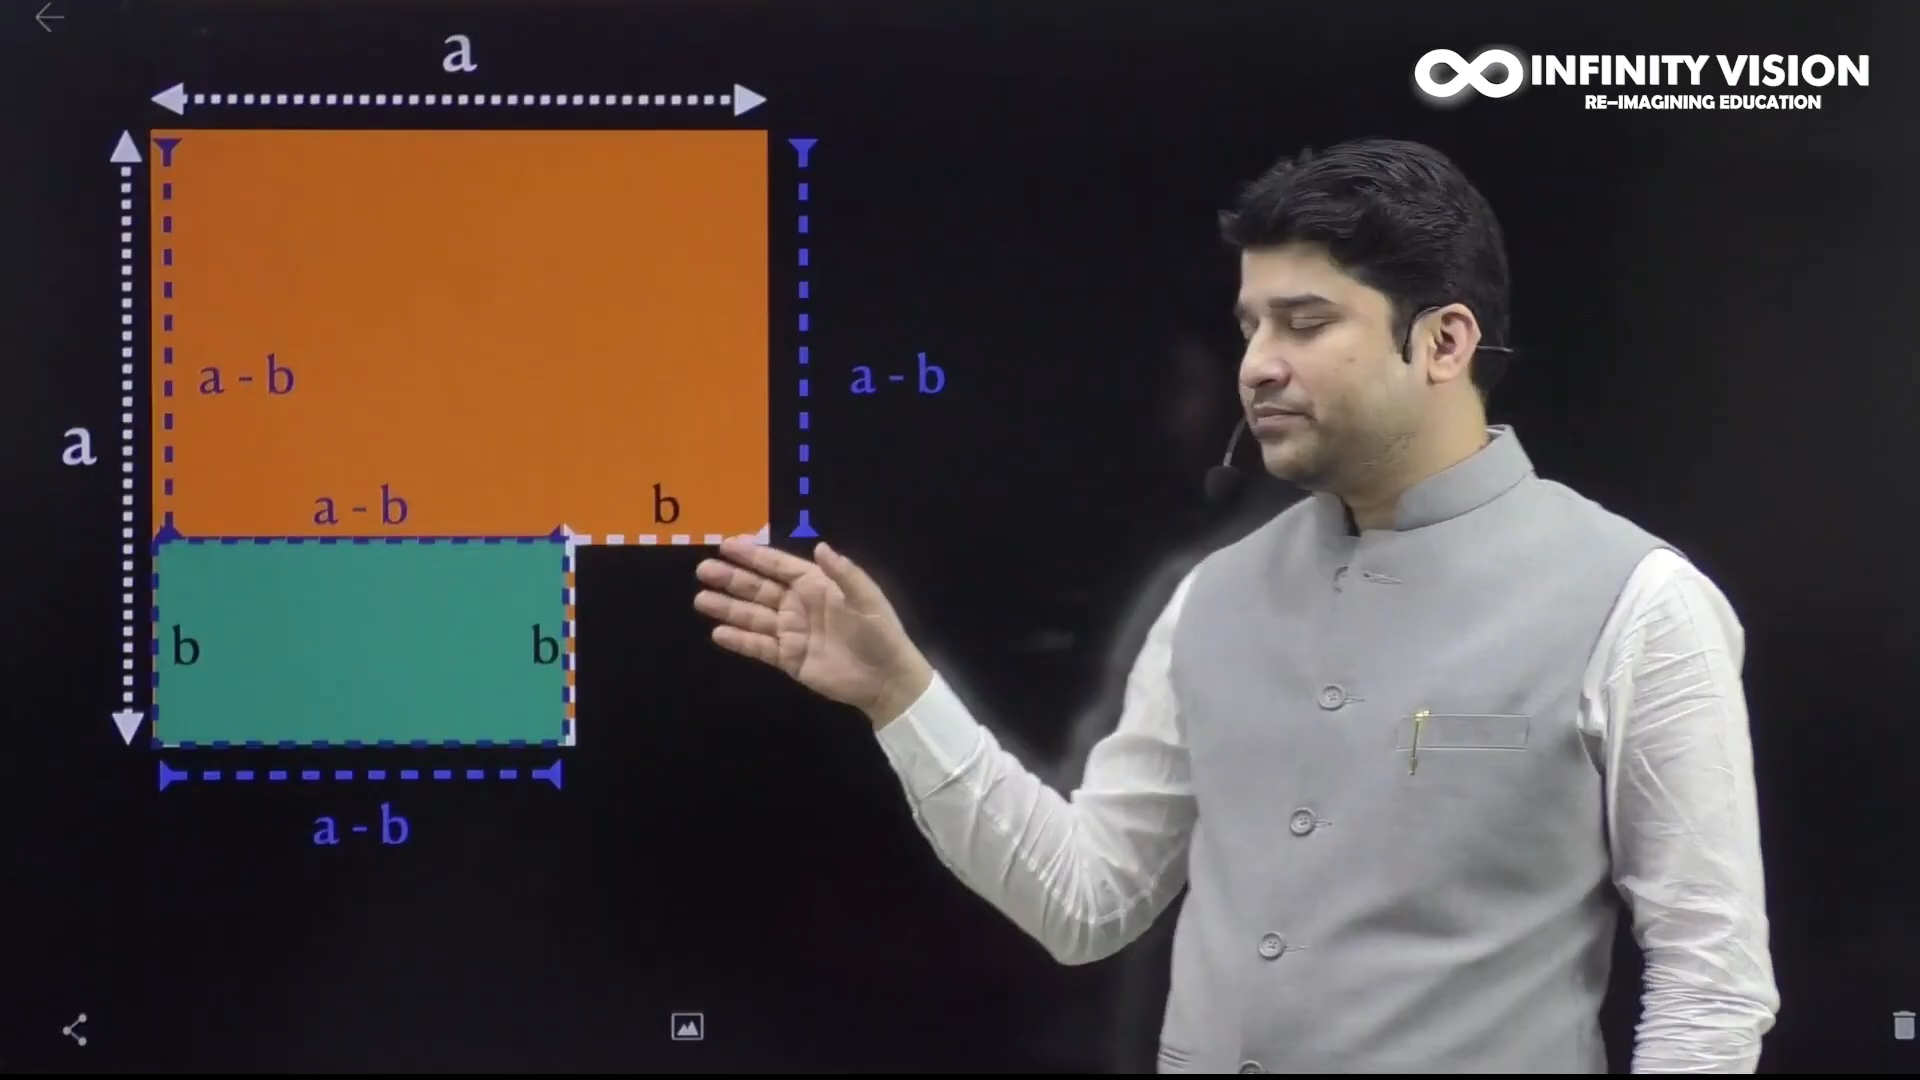 a
INFINITY VISION
RE-IMAGINING EDUCATION
a - b
a - b
a
a - b
b
b
b
a - b